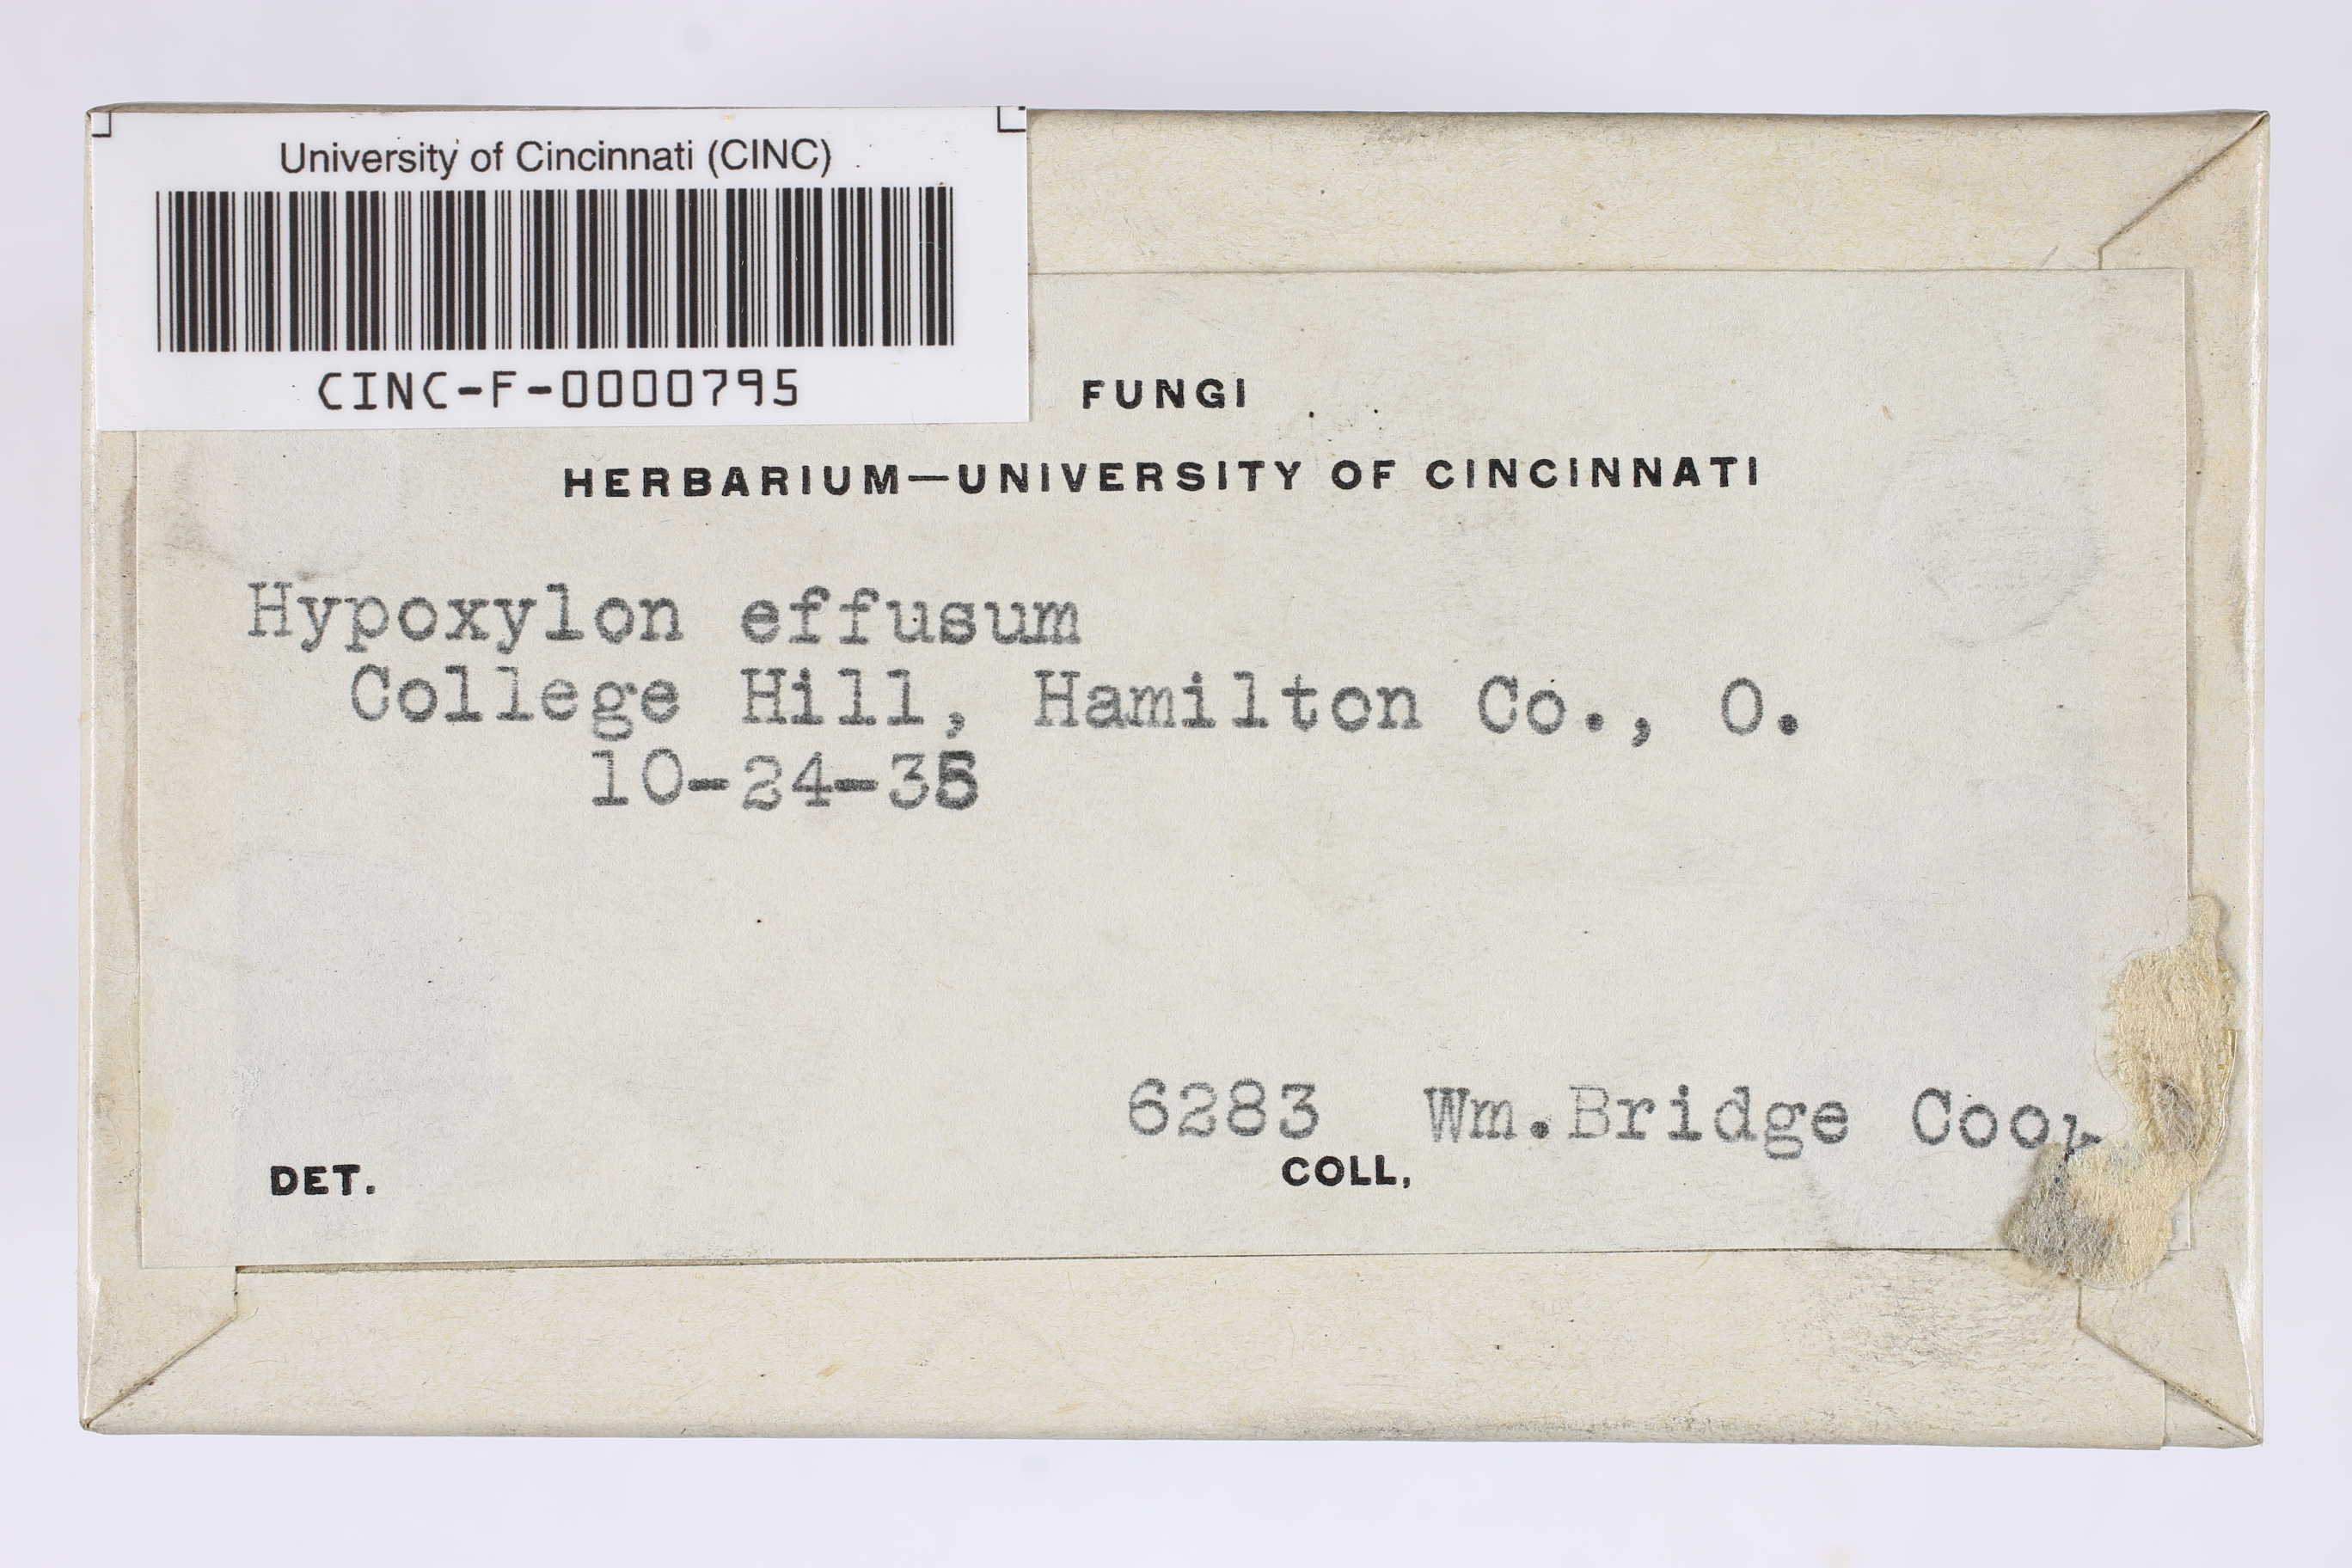 University of Cincinnati (CINC)
CINC-F-0000795
FUNGI
HERBARIUM—UNIVERSITY OF CINCINNATI
Hypoxylon effusum
College Hill, Hamilton Co., O.
10-24-35
6283 Wm.Bridge Coo
DET.
COLL.